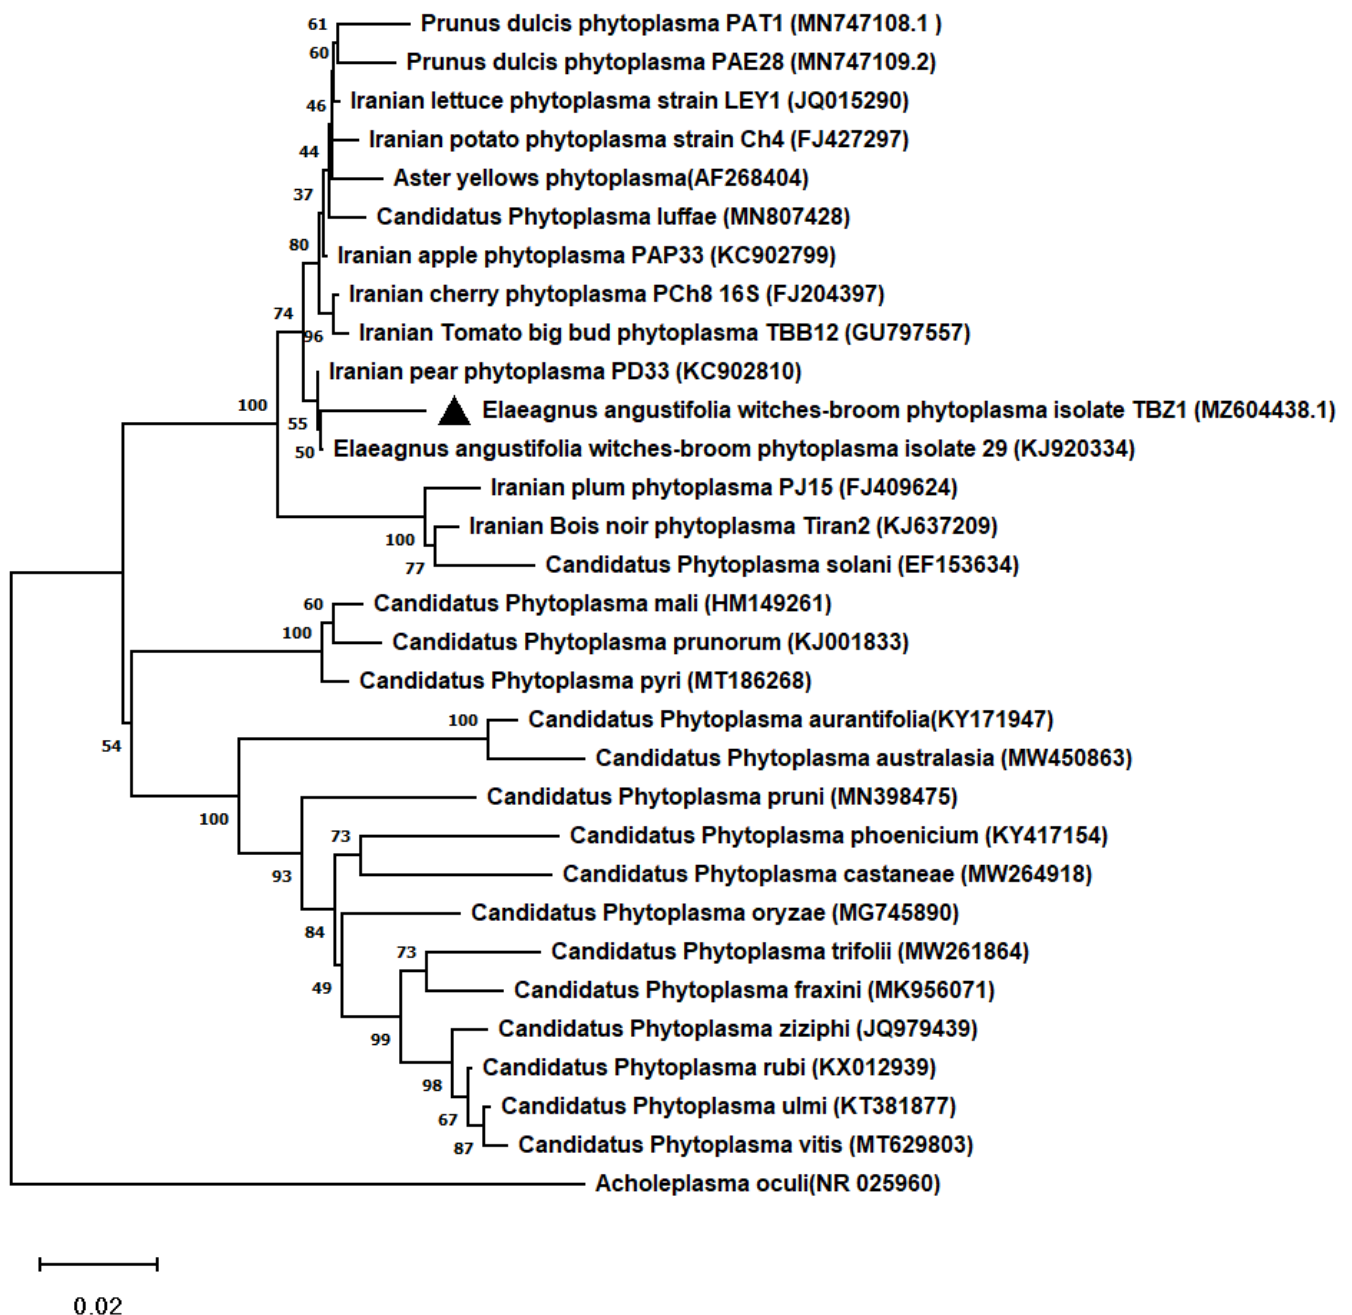 61
Prunus dulcis phytoplasma PAT1 (MN747108.1 )
60
Prunus dulcis phytoplasma PAE28 (MN747109.2)
46
Iranian lettuce phytoplasma strain LEY1 (JQ015290)
Iranian potato phytoplasma strain Ch4 (FJ427297)
44
Aster yellows phytoplasma(AF268404)
37
Candidatus Phytoplasma luffae (MN807428)
80
Iranian apple phytoplasma PAP33 (KC902799)
Iranian cherry phytoplasma PCh8 16S (FJ204397)
74
96
Iranian Tomato big bud phytoplasma TBB12 (GU797557)
Iranian pear phytoplasma PD33 (KC902810)
100
Elaeagnus angustifolia witches-broom phytoplasma isolate TBZ1 (MZ604438.1)
55
50
Elaeagnus angustifolia witches-broom phytoplasma isolate 29 (KJ920334)
Iranian plum phytoplasma PJ15 (FJ409624)
Iranian Bois noir phytoplasma Tiran2 (KJ637209)
100
77
Candidatus Phytoplasma solani (EF153634)
60
Candidatus Phytoplasma mali (HM149261)
100
Candidatus Phytoplasma prunorum (KJ001833)
Candidatus Phytoplasma pyri (MT186268)
100
Candidatus Phytoplasma aurantifolia(KY171947)
54
Candidatus Phytoplasma australasia (MW450863)
Candidatus Phytoplasma pruni (MN398475)
100
73
Candidatus Phytoplasma phoenicium (KY417154)
93
Candidatus Phytoplasma castaneae (MW264918)
Candidatus Phytoplasma oryzae (MG745890)
84
73
Candidatus Phytoplasma trifolii (MW261864)
49
Candidatus Phytoplasma fraxini (MK956071)
Candidatus Phytoplasma ziziphi (JQ979439)
99
Candidatus Phytoplasma rubi (KX012939)
98
Candidatus Phytoplasma ulmi (KT381877)
67
87
Candidatus Phytoplasma vitis (MT629803)
Acholeplasma oculi(NR 025960)
0.02